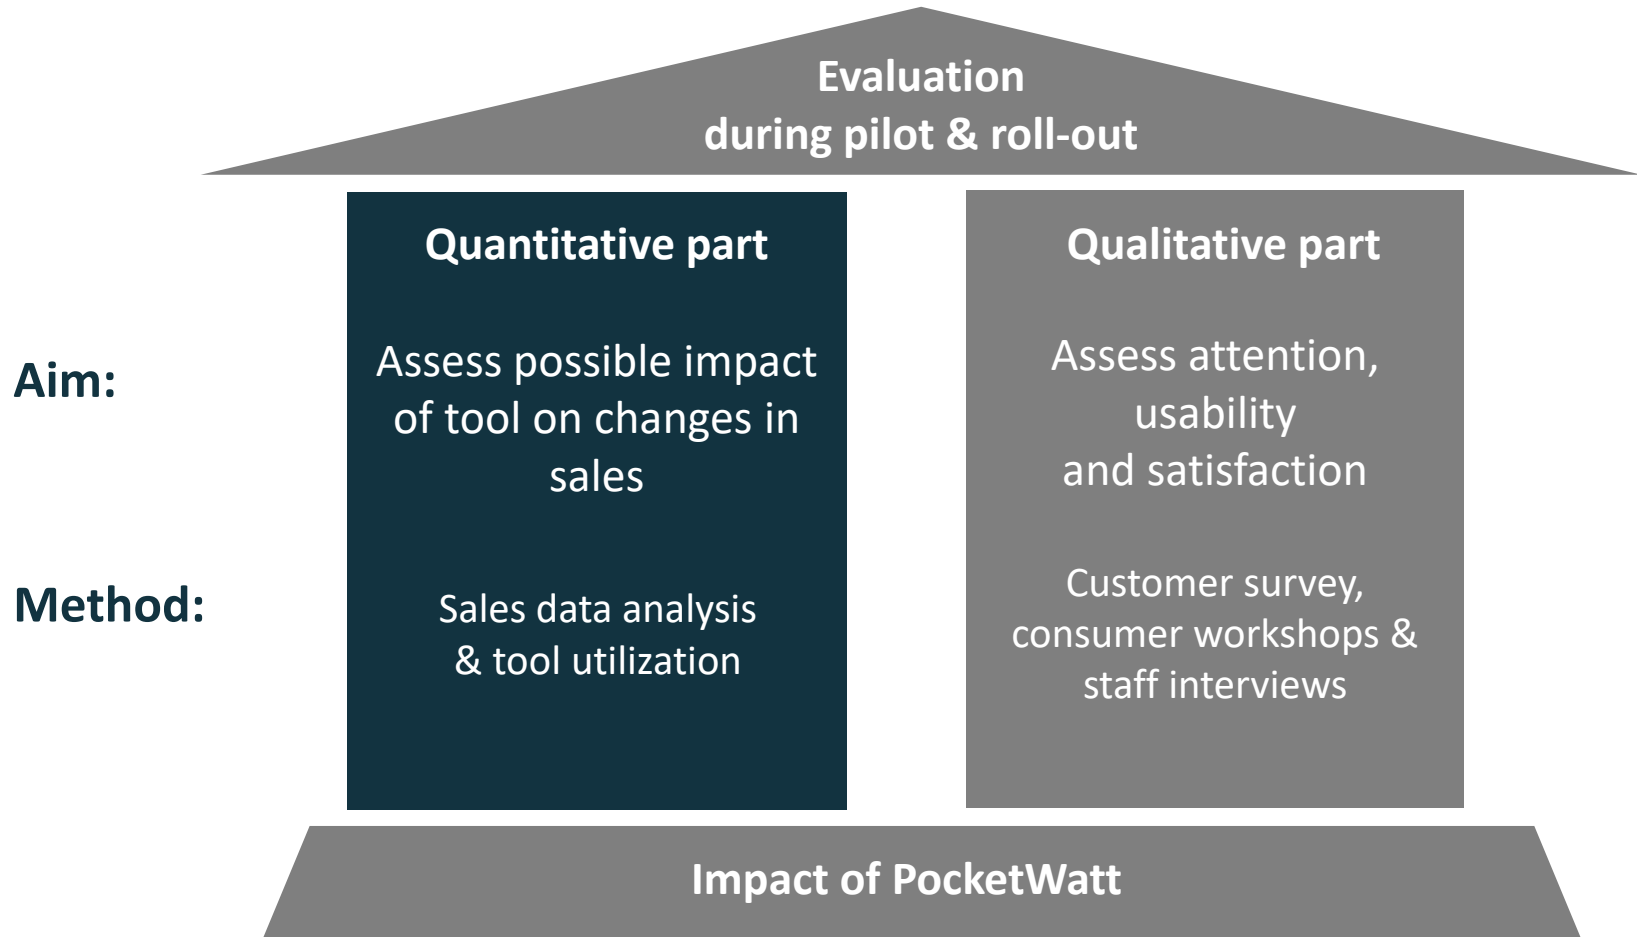 Evaluation
during pilot & roll-out
Quantitative part
Qualitative part
Aim:
Assess possible impact
of tool on changes in
sales
Assess attention,
usability
and satisfaction
Method:
Sales data analysis
& tool utilization
Customer survey,
consumer workshops &
staff interviews
Impact of PocketWatt